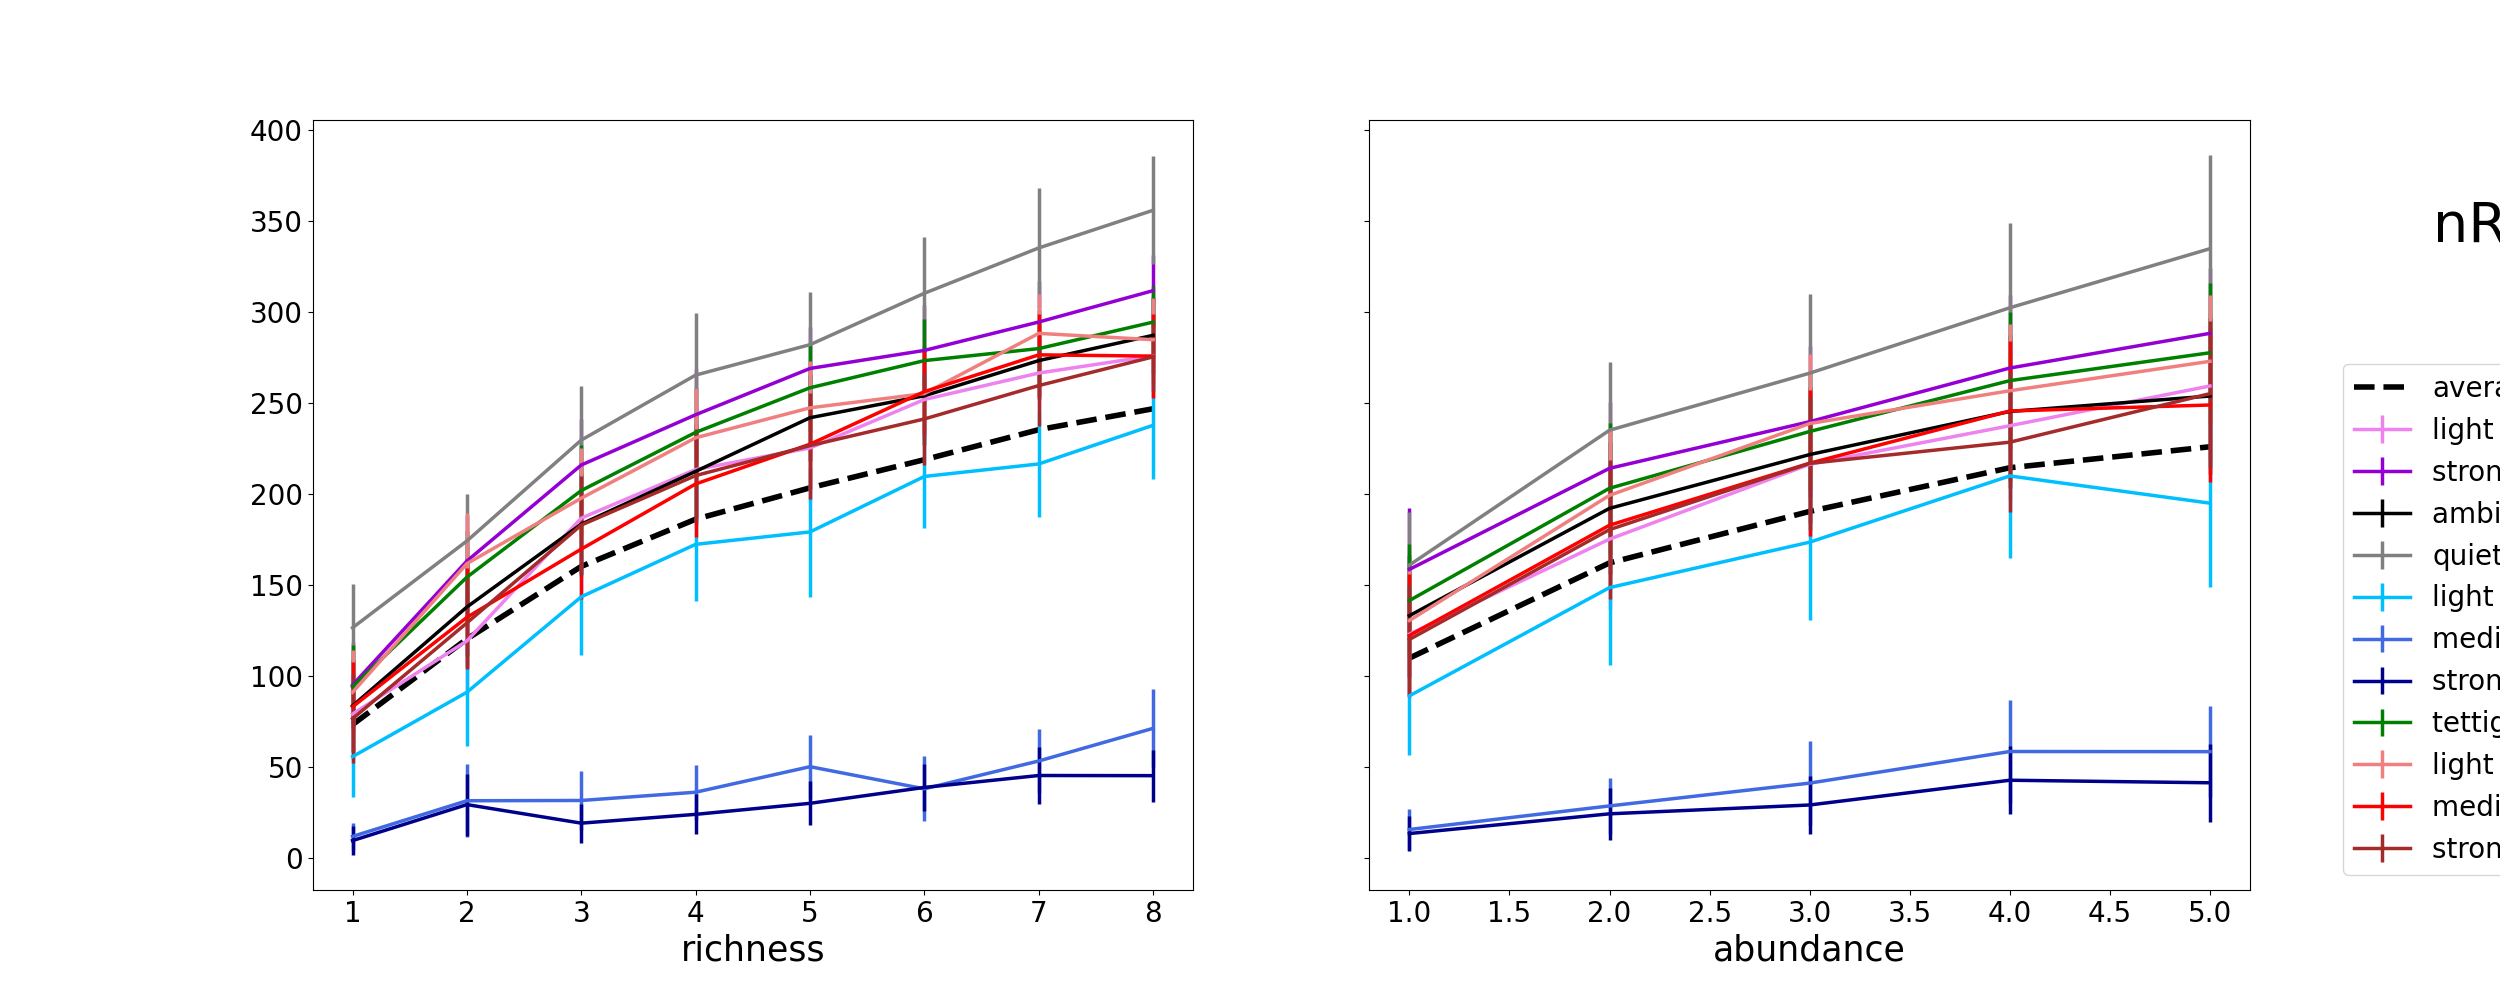 400
350
300
250
200
150
100
50
0
1 2 3 4 5 6 7 8
richness
1.0 1.5 2.0 2.5 3.0 3.5 4.0 4.5 5.0
abundance
nR
avera
light
stron
ambi
quiet
light
medi
stron
tettig
light
medi
stron